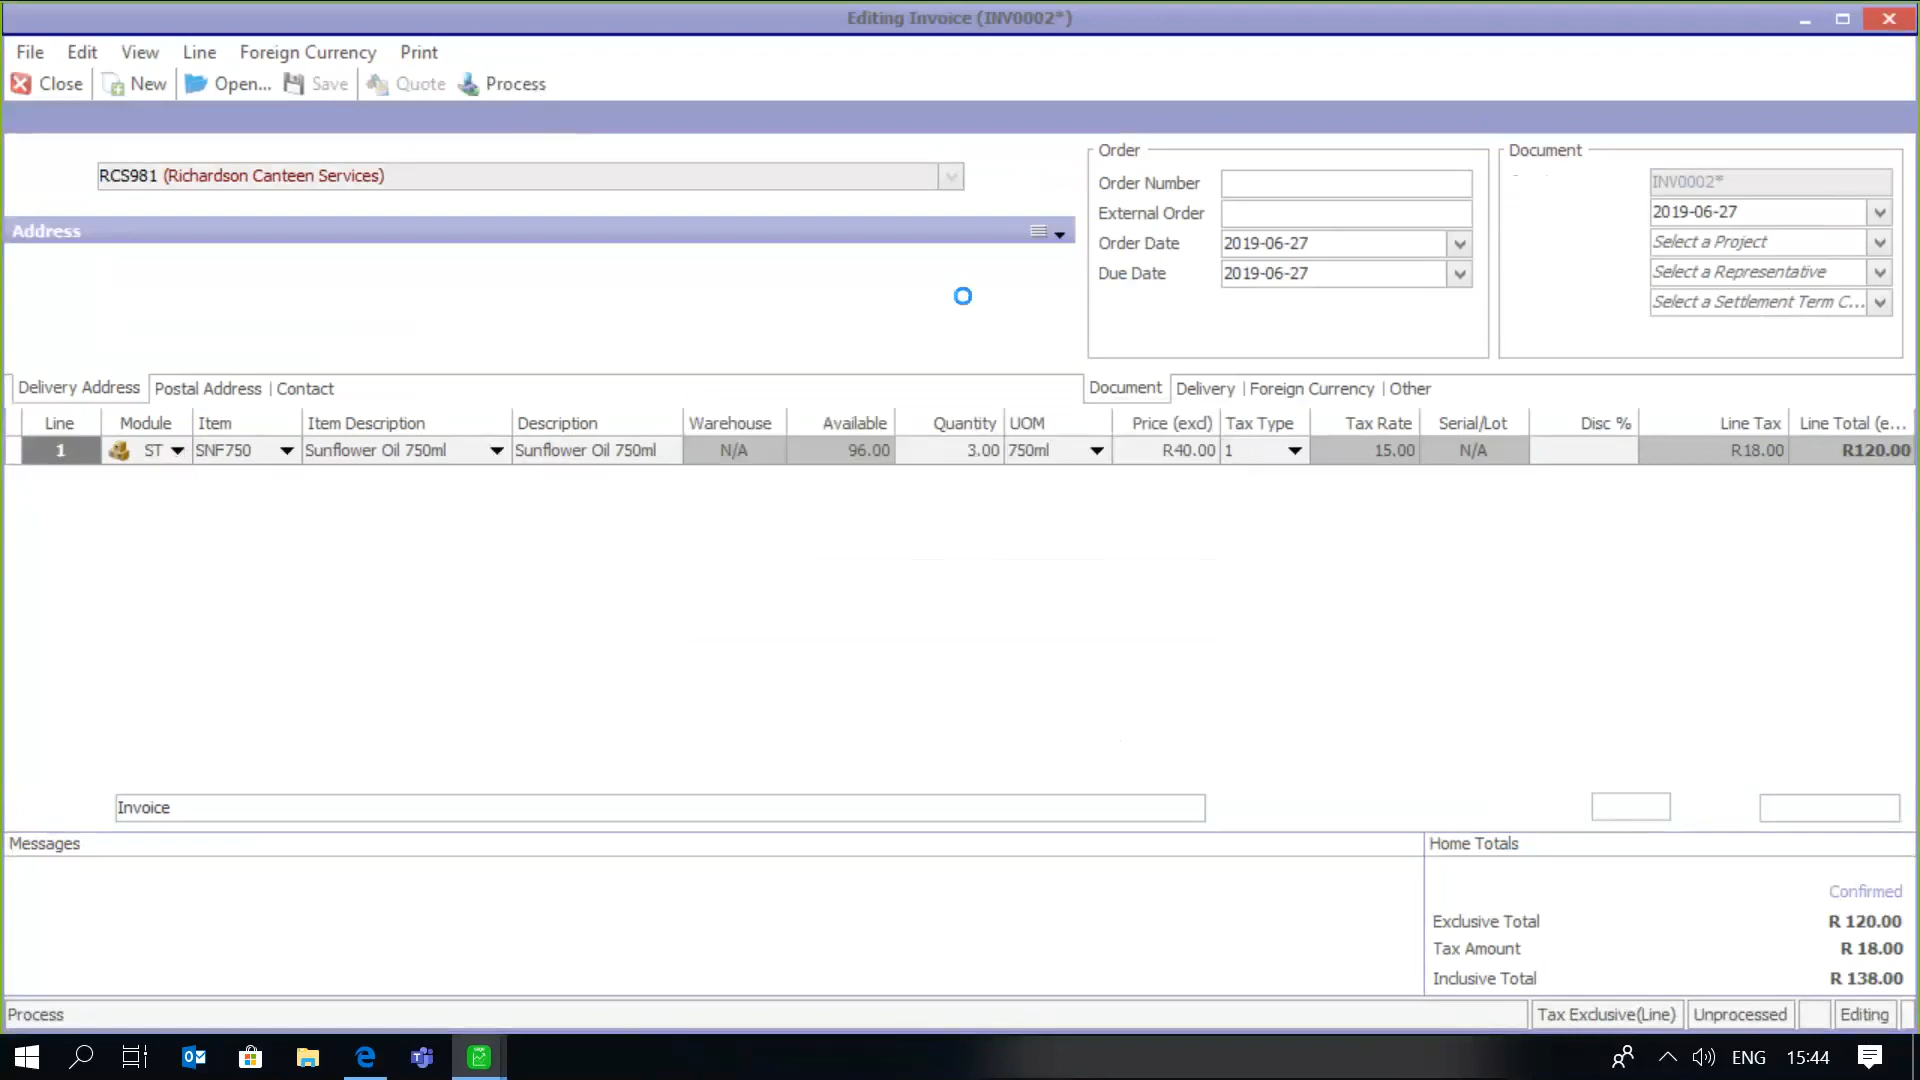 Editing Invoice (INV0002*)
File Edit View Line Foreign Currency Print
Close New Open... Save Quote Process
RCS981 (Richardson Canteen Services)
Address
Order
Order Number
External Order
Order Date 2019-06-27
Due Date 2019-06-27
Document
INV0002*
2019-06-27
Select a Project
Select a Representative
Select a Settlement Term C...
Delivery Address Postal Address | Contact
Document Delivery | Foreign Currency | Other
Line Module Item Item Description Description Warehouse Available Quantity UOM Price (excl) Tax Type Tax Rate Serial/Lot Disc % Line Tax Line Total (e...
1 ST SNF750 Sunflower Oil 750ml Sunflower Oil 750ml N/A 96.00 3.00 750ml R40.00 1 15.00 N/A R18.00 R120.00
Invoice
Messages
Home Totals
Confirmed
Exclusive Total R 120.00
Tax Amount R 18.00
Inclusive Total R 138.00
Process Tax Exclusive(Line) Unprocessed Editing
ENG 15:44